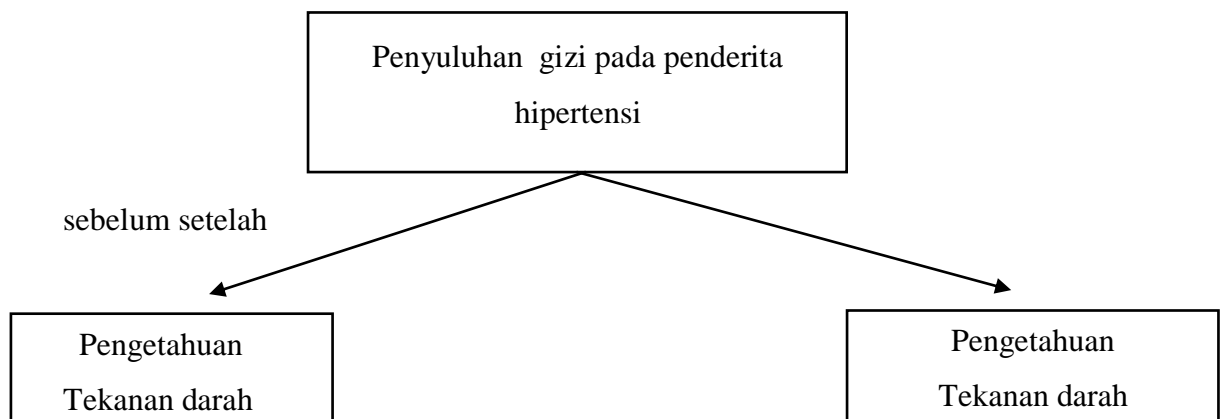 Penyuluhan gizi pada penderita
hipertensi
sebelum setelah
Pengetahuan
Tekanan darah
Pengetahuan
Tekanan darah